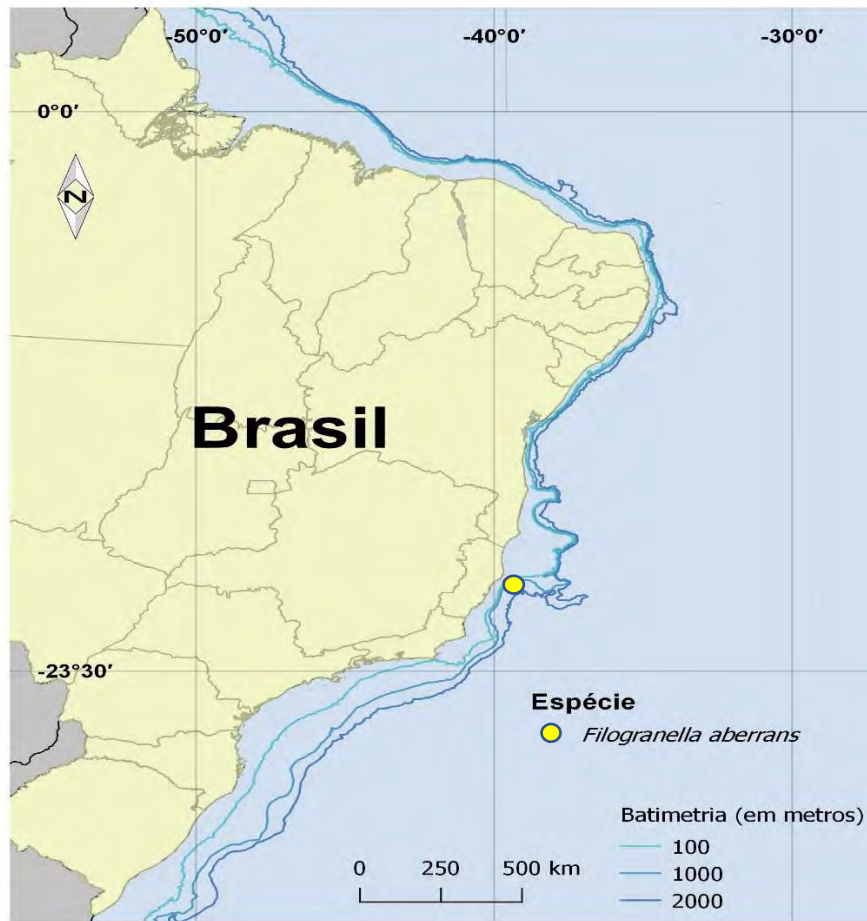 -50°0′ -40°0′ -30°0′
0°0′
N
Brasil
-23°30′
Espécie
Filogranella aberrans
Batimetria (em metros)
100
1000
2000
0 250 500 km